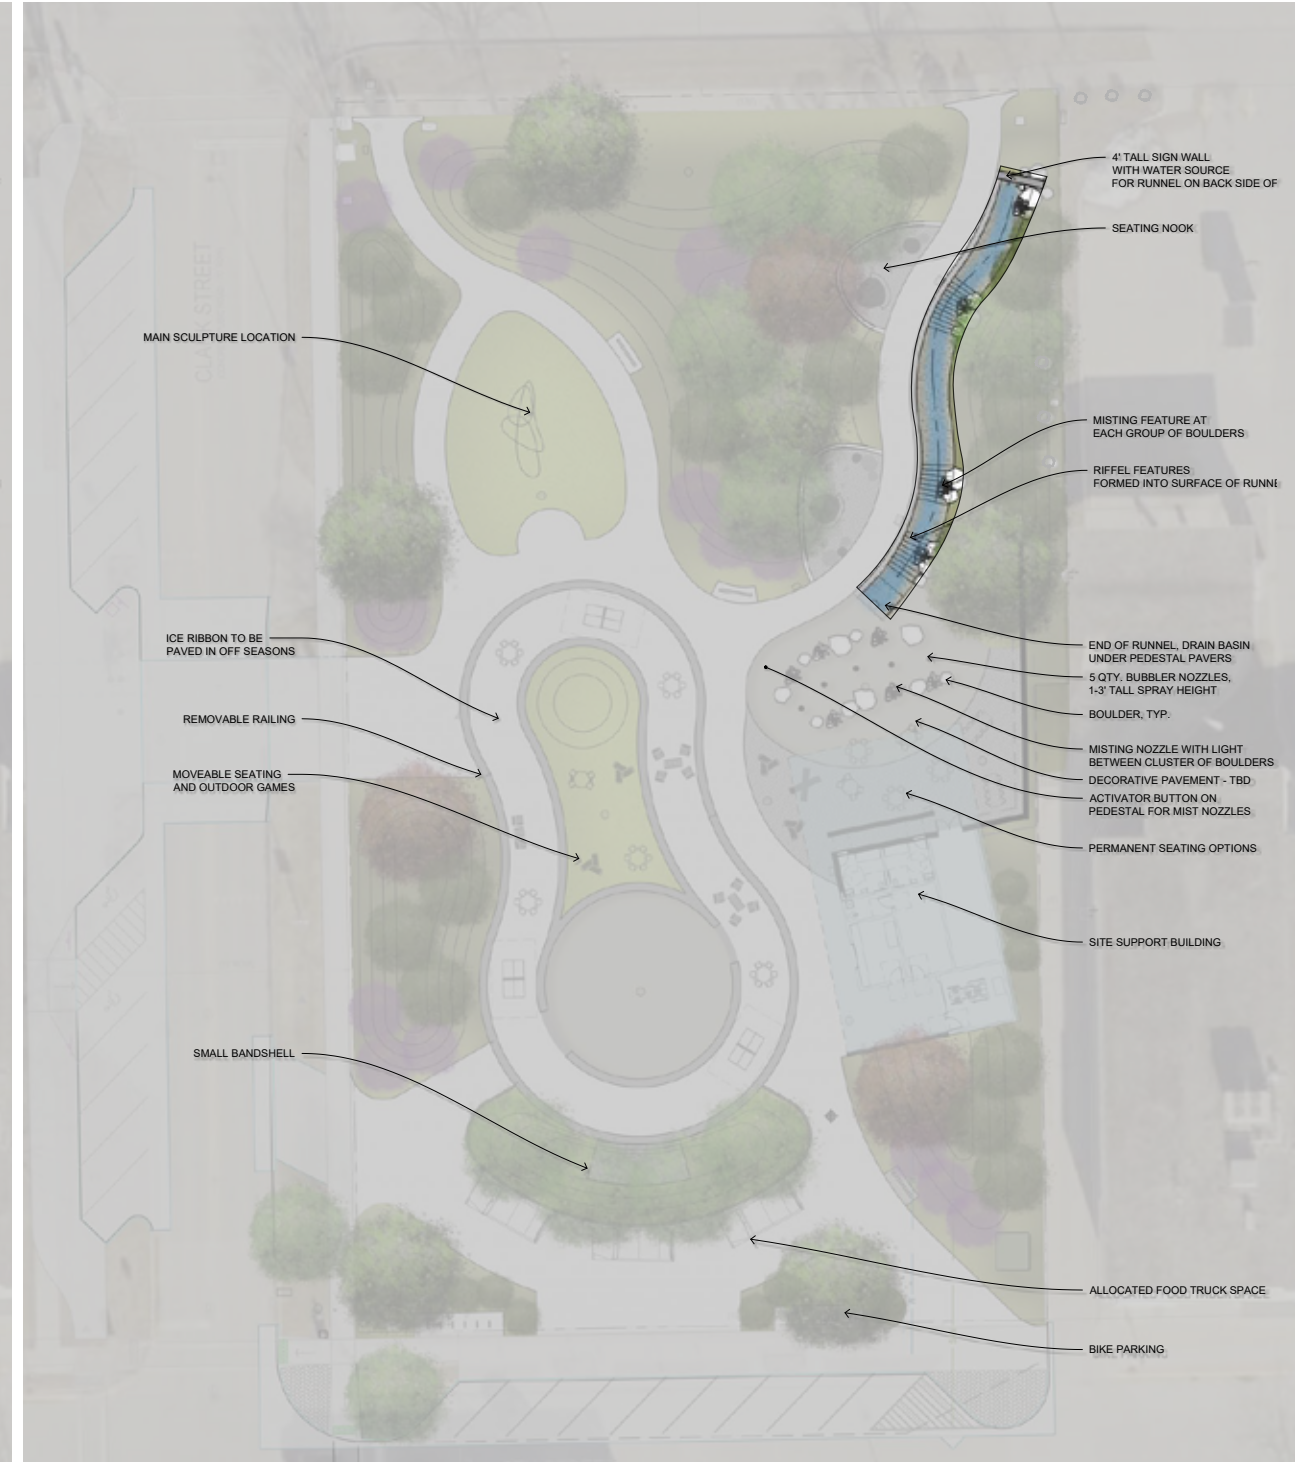 4' TALL SIGN WALL
WITH WATER SOURCE
FOR RUNNEL ON BACK SIDE OF
SEATING NOOK
CLARK STREET
MAIN SCULPTURE LOCATION
MISTING FEATURE AT
EACH GROUP OF BOULDERS
RIFFEL FEATURES
FORMED INTO SURFACE OF RUNNE
ICE RIBBON TO BE
PAVED IN OFF SEASONS
END OF RUNNEL, DRAIN BASIN
UNDER PEDESTAL PAVERS
5 QTY. BUBBLER NOZZLES,
1-3' TALL SPRAY HEIGHT
BOULDER, TYP.
REMOVABLE RAILING
MISTING NOZZLE WITH LIGHT
BETWEEN CLUSTER OF BOULDERS
MOVEABLE SEATING
AND OUTDOOR GAMES
DECORATIVE PAVEMENT - TBD
ACTIVATOR BUTTON ON
PEDESTAL FOR MIST NOZZLES
PERMANENT SEATING OPTIONS
SITE SUPPORT BUILDING
SMALL BANDSHELL
ALLOCATED FOOD TRUCK SPACE
BIKE PARKING